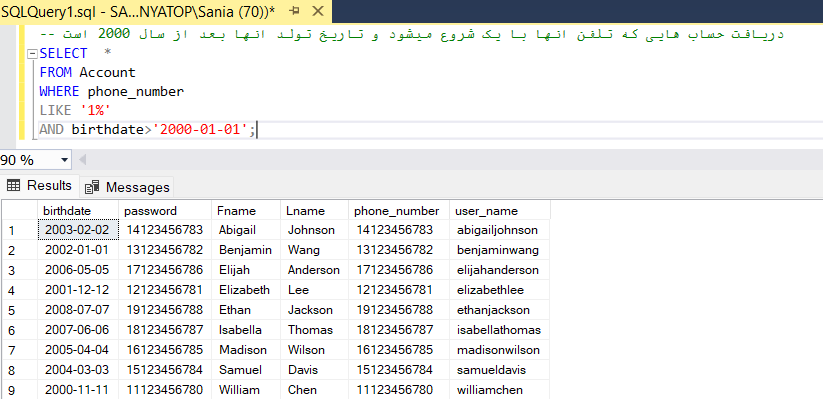 SQLQuery1.sql - SA...NYATOP\Sania (70))*
-- دریافت حساب هایی که تلفن انها با یک شروع میشود و تاریخ تولد انها بعد از سال 2000 است
SELECT *
FROM Account
WHERE phone_number
LIKE '1%'
AND birthdate>'2000-01-01';
90 %
Results Messages
birthdate password Fname Lname phone_number user_name
1 2003-02-02 14123456783 Abigail Johnson 14123456783 abigailjohnson
2 2002-01-01 13123456782 Benjamin Wang 13123456782 benjaminwang
3 2006-05-05 17123456786 Elijah Anderson 17123456786 elijahanderson
4 2001-12-12 12123456781 Elizabeth Lee 12123456781 elizabethlee
5 2008-07-07 19123456788 Ethan Jackson 19123456788 ethanjackson
6 2007-06-06 18123456787 Isabella Thomas 18123456787 isabellathomas
7 2005-04-04 16123456785 Madison Wilson 16123456785 madisonwilson
8 2004-03-03 15123456784 Samuel Davis 15123456784 samueldavis
9 2000-11-11 11123456780 William Chen 11123456780 williamchen